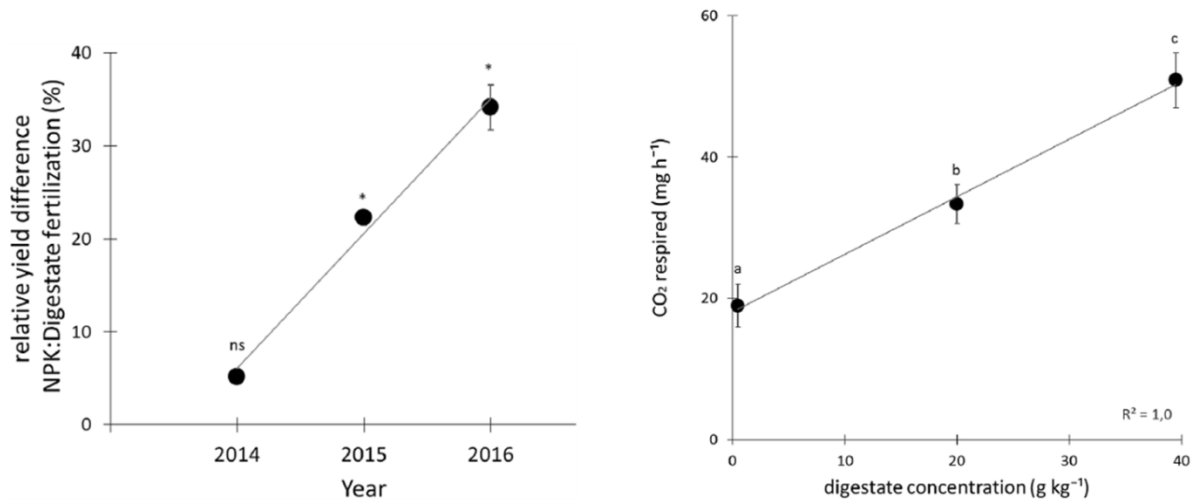 relative yield difference
NPK:Digestate fertilization (%)
40
30
20
10
0
ns
*
*
2014
2015
2016
Year
CO₂ respired (mg h⁻¹)
60
40
20
0
a
b
c
R² = 1,0
0
10
20
30
40
digestate concentration (g kg⁻¹)